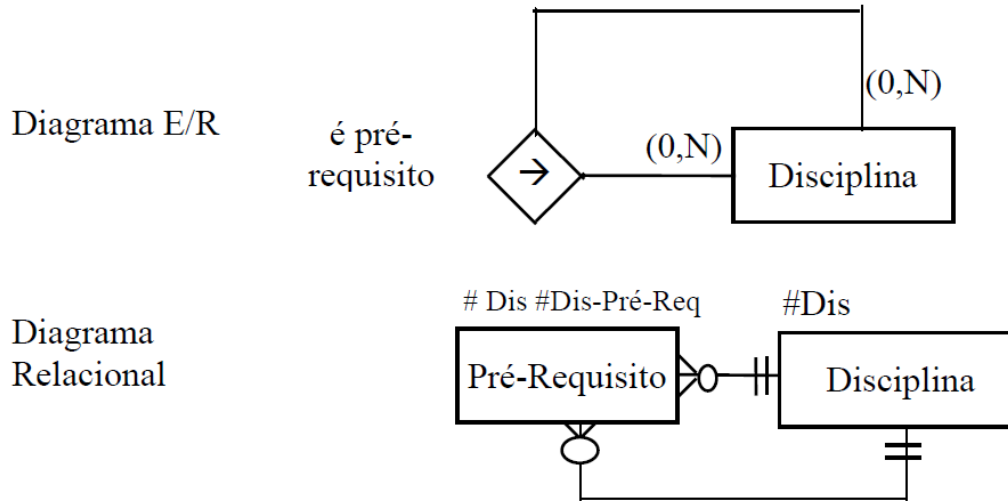 (0,N)
Diagrama E/R
é pré-
requisito
→
(0,N)
Disciplina
# Dis #Dis-Pré-Req
#Dis
Diagrama
Relacional
Pré-Requisito
Disciplina